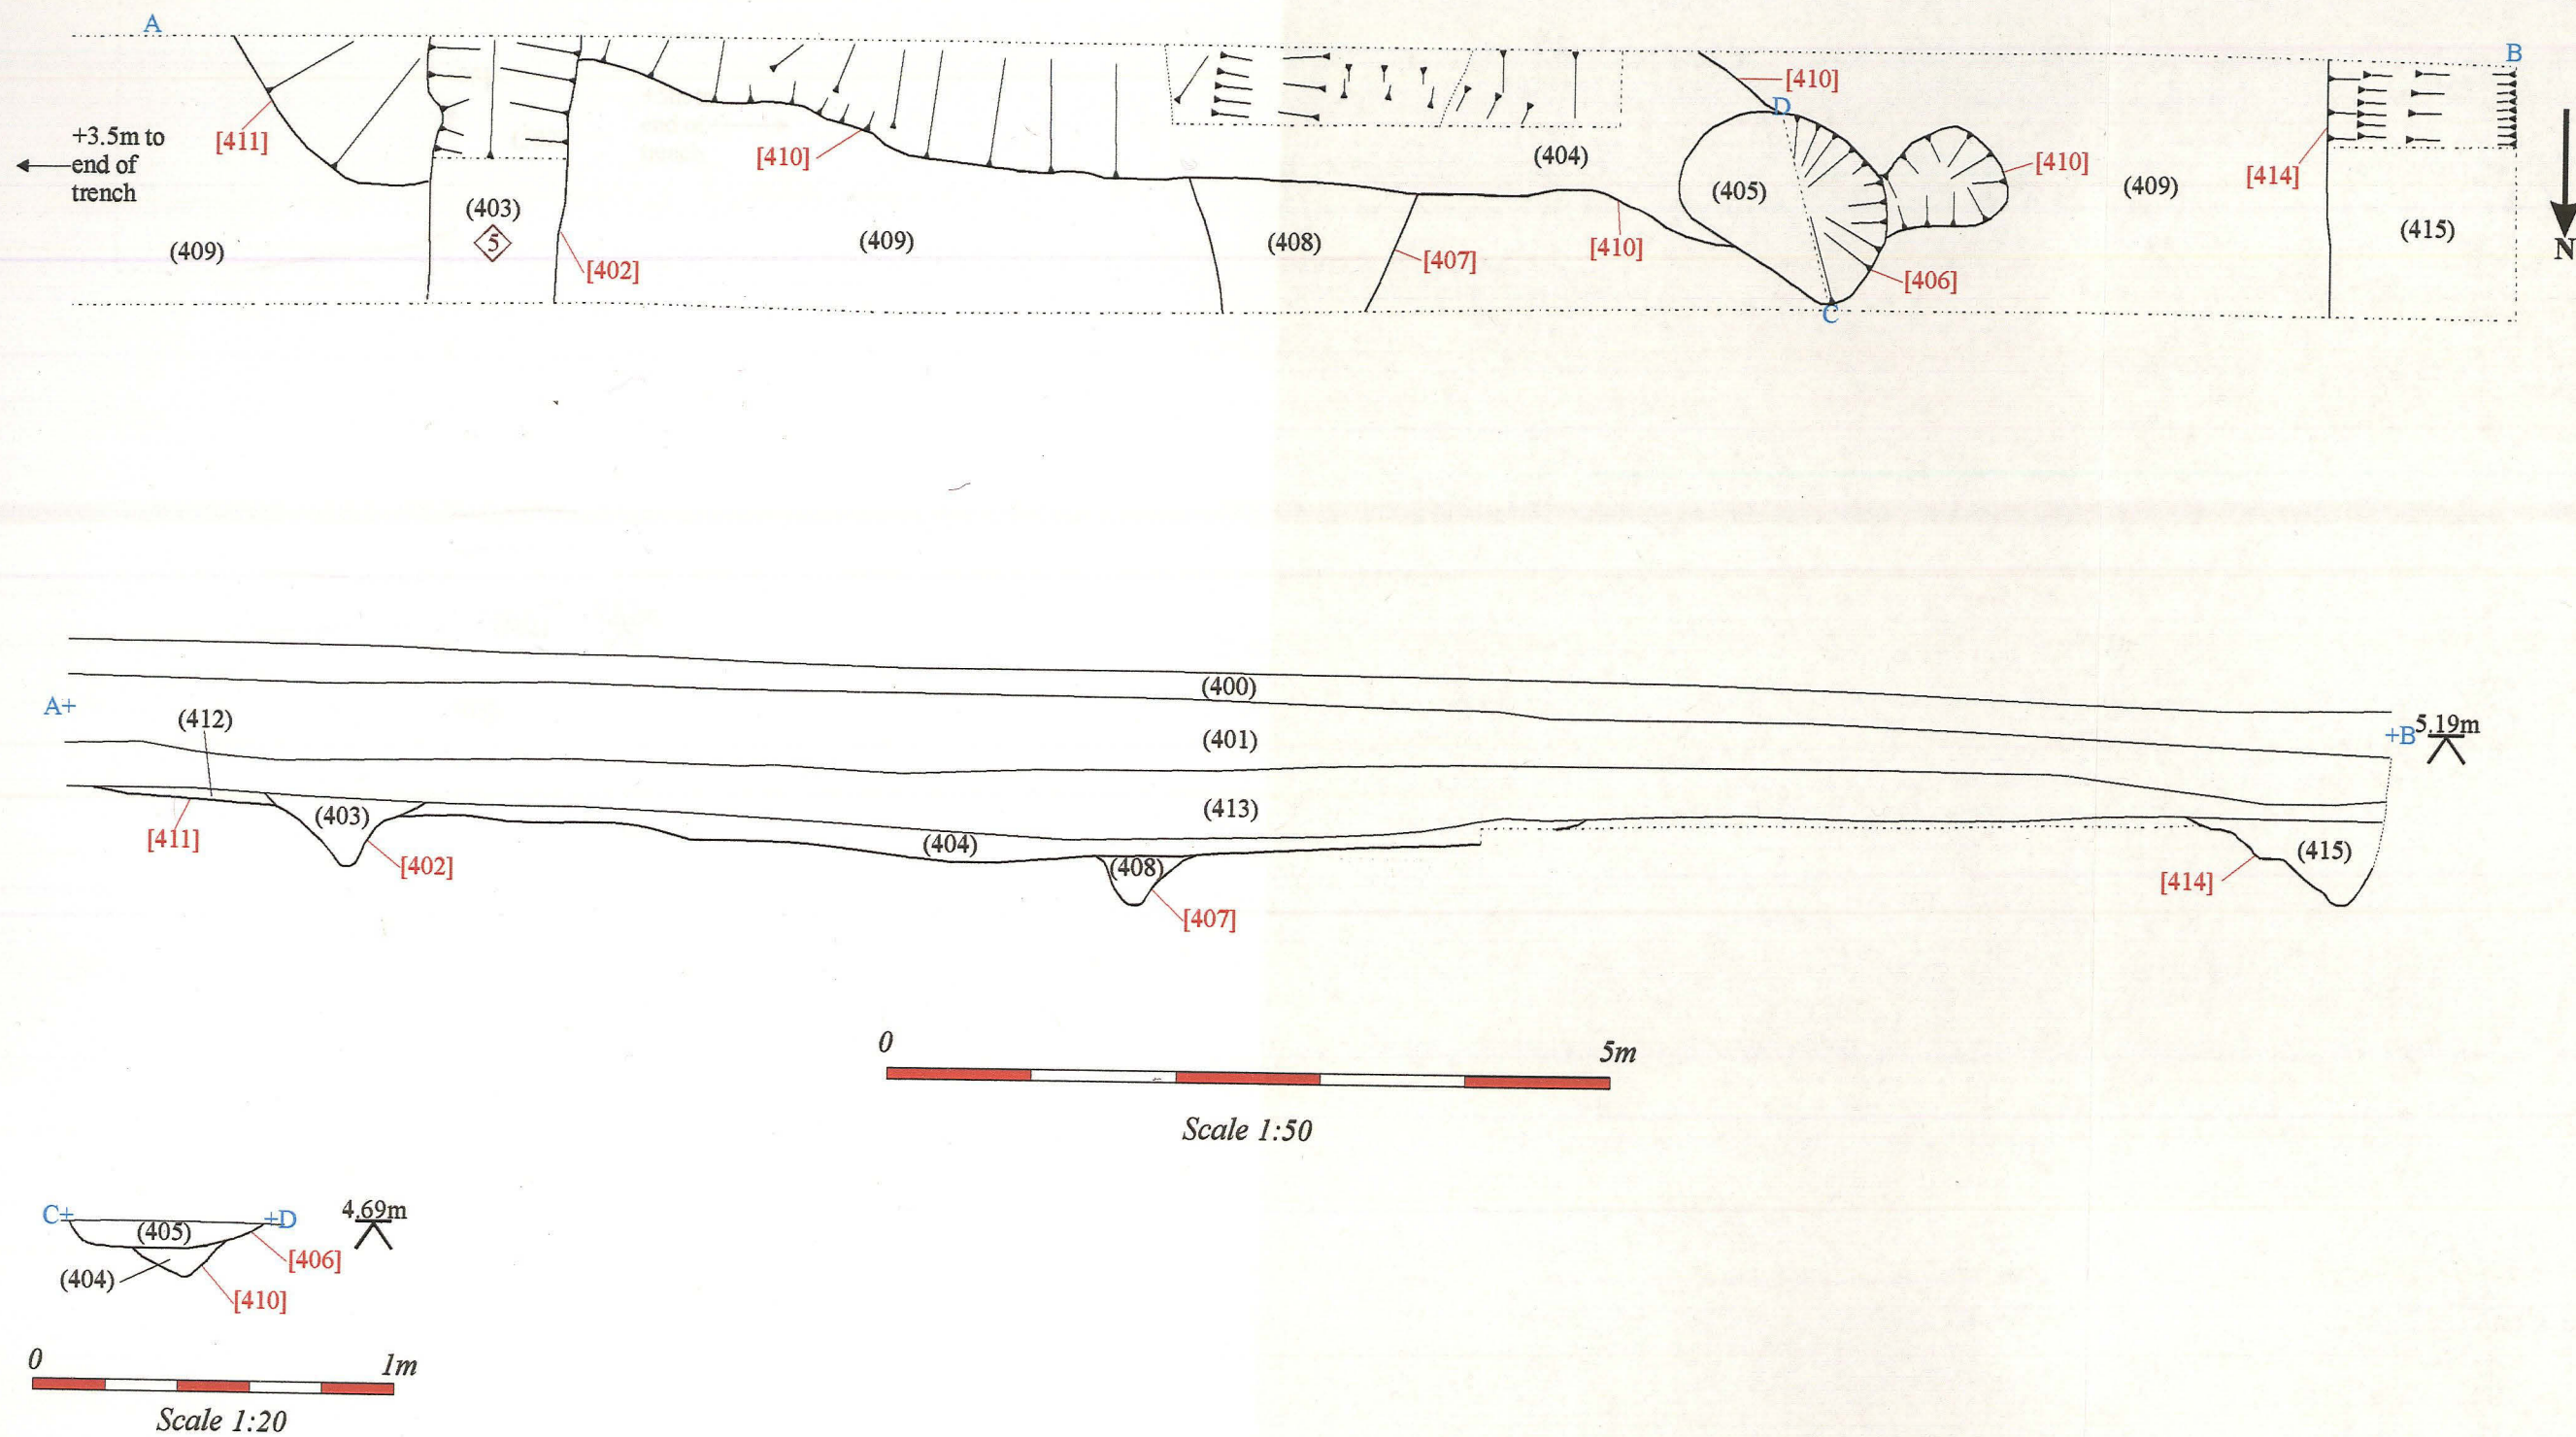 A
B
[410]
D
+3.5m to
end of
trench
[411]
[410]
(404)
[410]
[414]
(405)
(409)
(403)
5
(409)
(409)
(408)
[402]
[407]
[410]
[406]
(415)
N
C
(400)
A+
(412)
(401)
+B
5.19m
(403)
(413)
[411]
[402]
(404)
(408)
[407]
(415)
[414]
0
5m
Scale 1:50
C+
(405)
+D
4.69m
(404)
[406]
[410]
0
1m
Scale 1:20